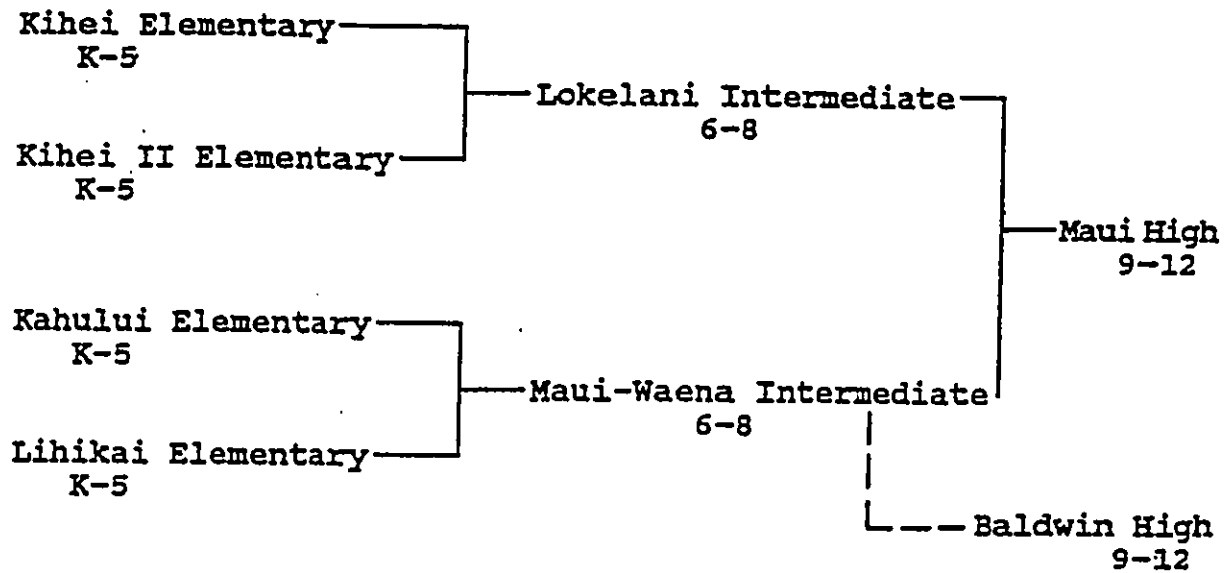 Kihei Elementary
K-5
Lokelani Intermediate
6-8
Kihei II Elementary
K-5
Maui High
9-12
Kahului Elementary
K-5
Maui-Waena Intermediate
6-8
Lihikai Elementary
K-5
Baldwin High
9-12